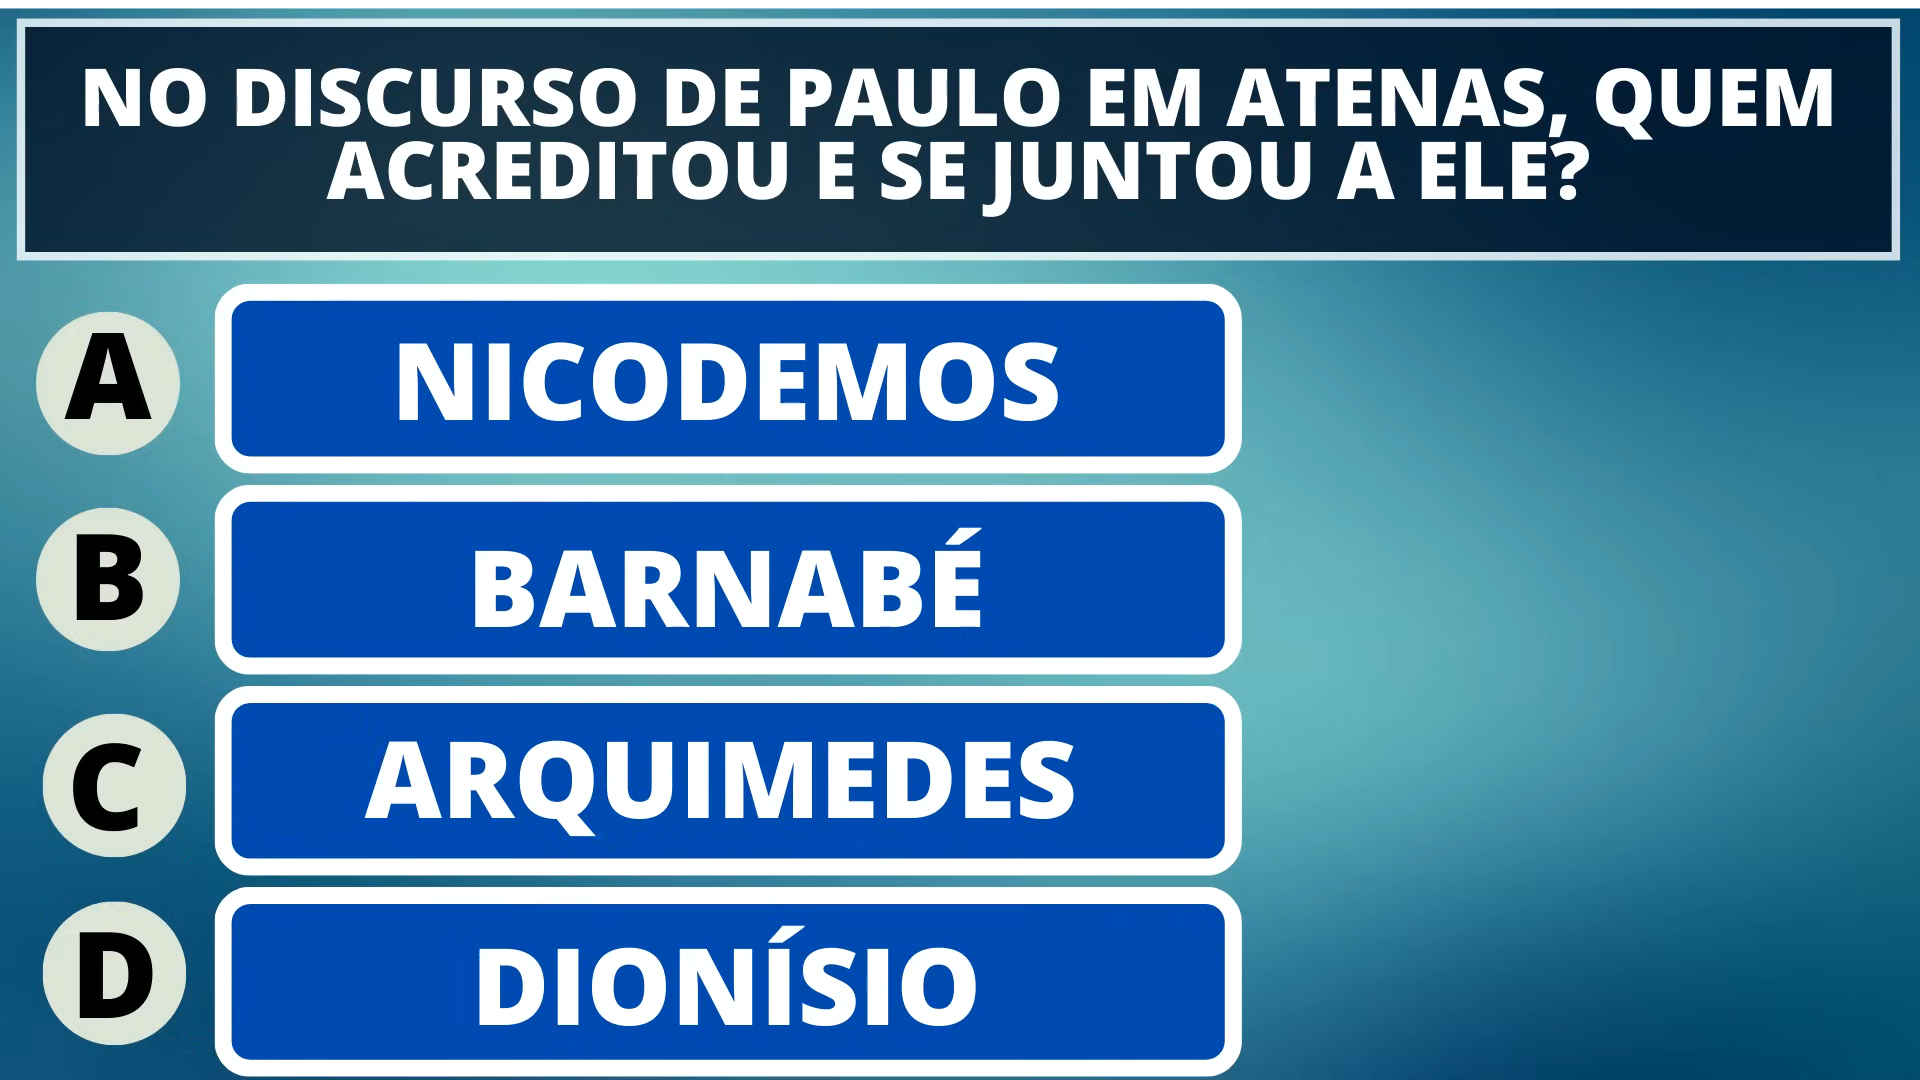 NO DISCURSO DE PAULO EM ATENAS, QUEM
ACREDITOU E SE JUNTOU A ELE?
A
NICODEMOS
B
BARNABÉ
C
ARQUIMEDES
D
DIONÍSIO